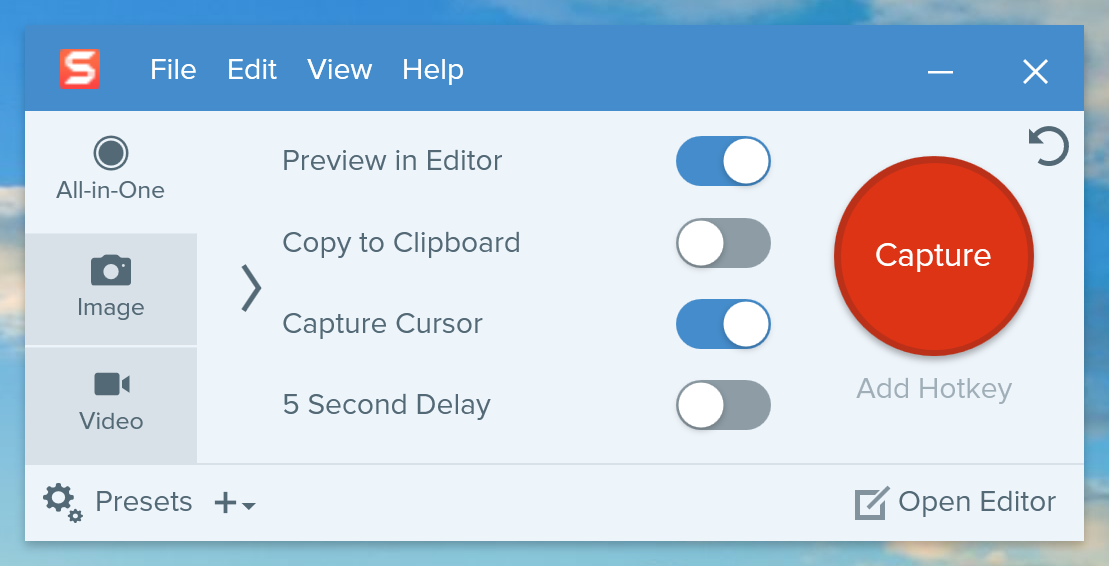 S
File Edit View Help
All-in-One
Image
Video
Preview in Editor
Copy to Clipboard
Capture Cursor
5 Second Delay
Capture
Add Hotkey
Presets
Open Editor